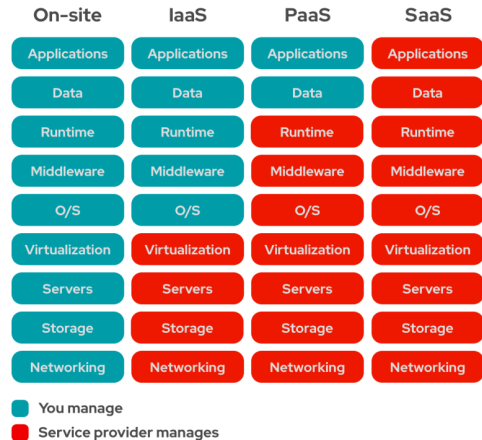 On-site IaaS PaaS SaaS
Applications Applications Applications Applications
Data Data Data Data
Runtime Runtime Runtime Runtime
Middleware Middleware Middleware Middleware
O/S O/S O/S O/S
Virtualization Virtualization Virtualization Virtualization
Servers Servers Servers Servers
Storage Storage Storage Storage
Networking Networking Networking Networking
You manage
Service provider manages